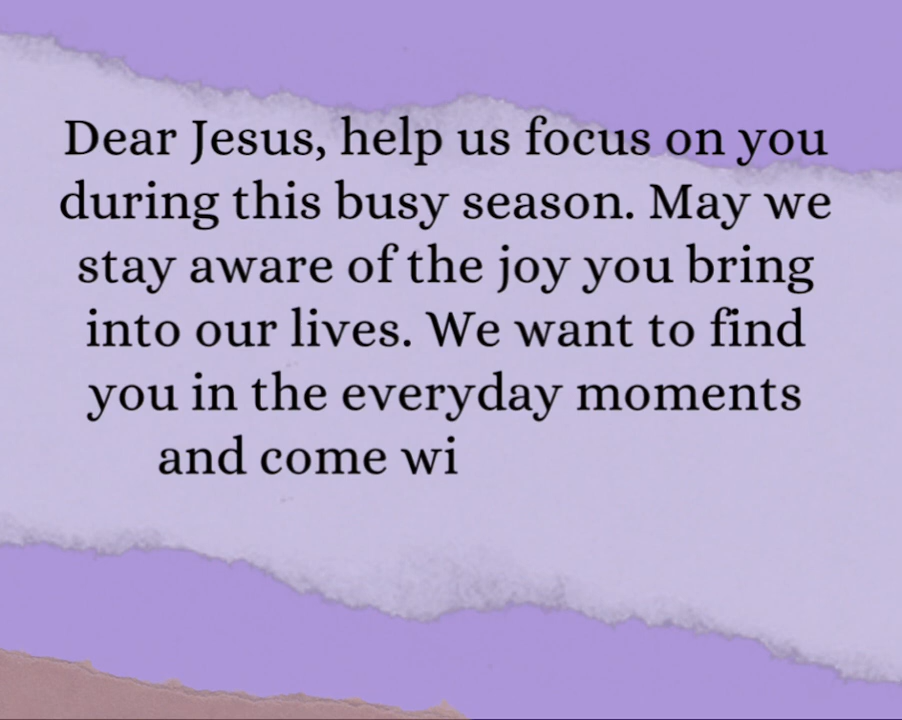 Dear Jesus, help us focus on you
during this busy season. May we
stay aware of the joy you bring
into our lives. We want to find
you in the everyday moments
and come wi